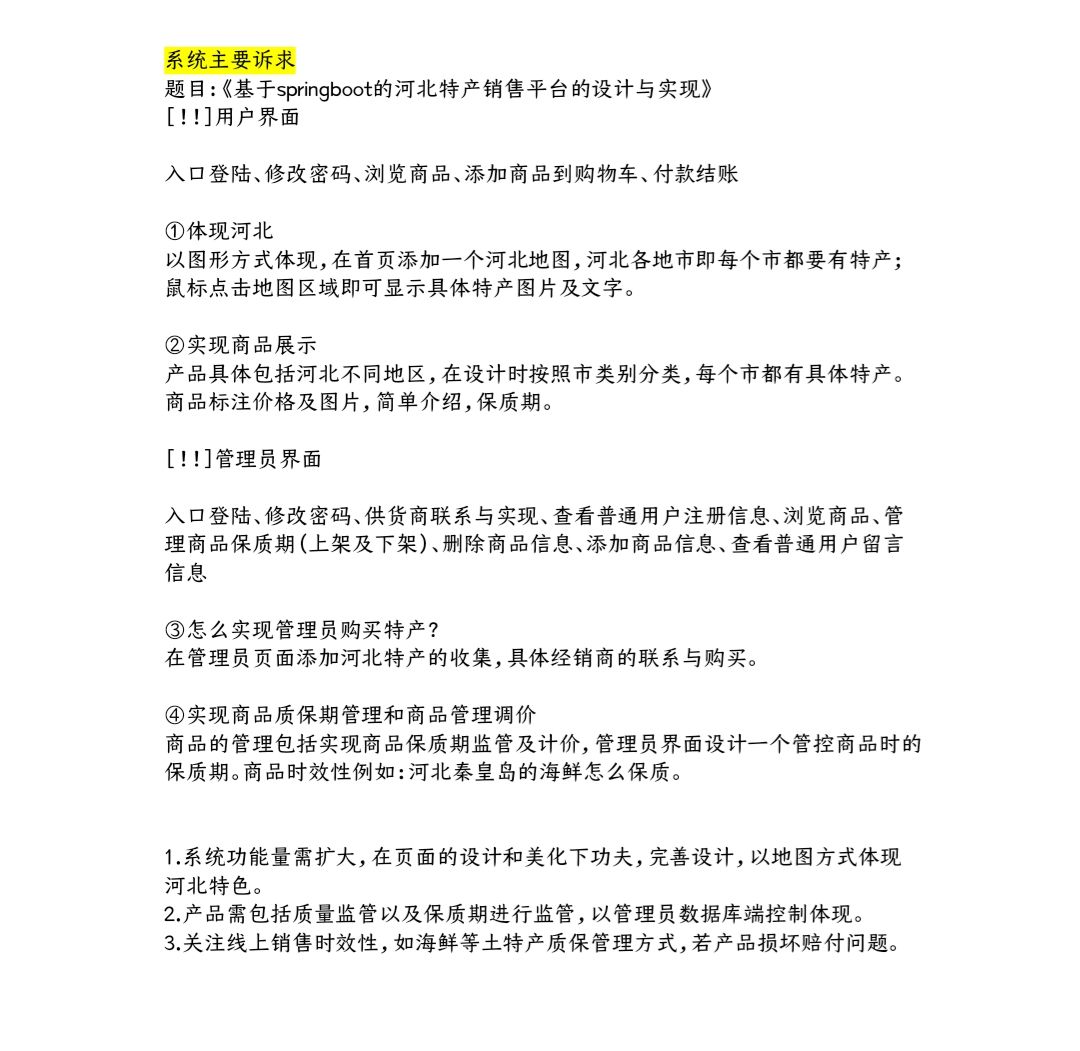 系统主要诉求
题目:《基于springboot的河北特产销售平台的设计与实现》
[!!]用户界面
入口登陆、修改密码、浏览商品、添加商品到购物车、付款结账
①体现河北
以图形方式体现,在首页添加一个河北地图,河北各地市即每个市都要有特产;
鼠标点击地图区域即可显示具体特产图片及文字。
②实现商品展示
产品具体包括河北不同地区,在设计时按照市类别分类,每个市都有具体特产。
商品标注价格及图片,简单介绍,保质期。
[!!]管理员界面
入口登陆、修改密码、供货商联系与实现、查看普通用户注册信息、浏览商品、管
理商品保质期(上架及下架)、删除商品信息、添加商品信息、查看普通用户留言
信息
③怎么实现管理员购买特产?
在管理员页面添加河北特产的收集,具体经销商的联系与购买。
④实现商品质保期管理和商品管理调价
商品的管理包括实现商品保质期监管及计价,管理员界面设计一个管控商品时的
保质期。商品时效性例如:河北秦皇岛的海鲜怎么保质。
1.系统功能量需扩大,在页面的设计和美化下功夫,完善设计,以地图方式体现
河北特色。
2.产品需包括质量监管以及保质期进行监管,以管理员数据库端控制体现。
3.关注线上销售时效性,如海鲜等土特产质保管理方式,若产品损坏赔付问题。